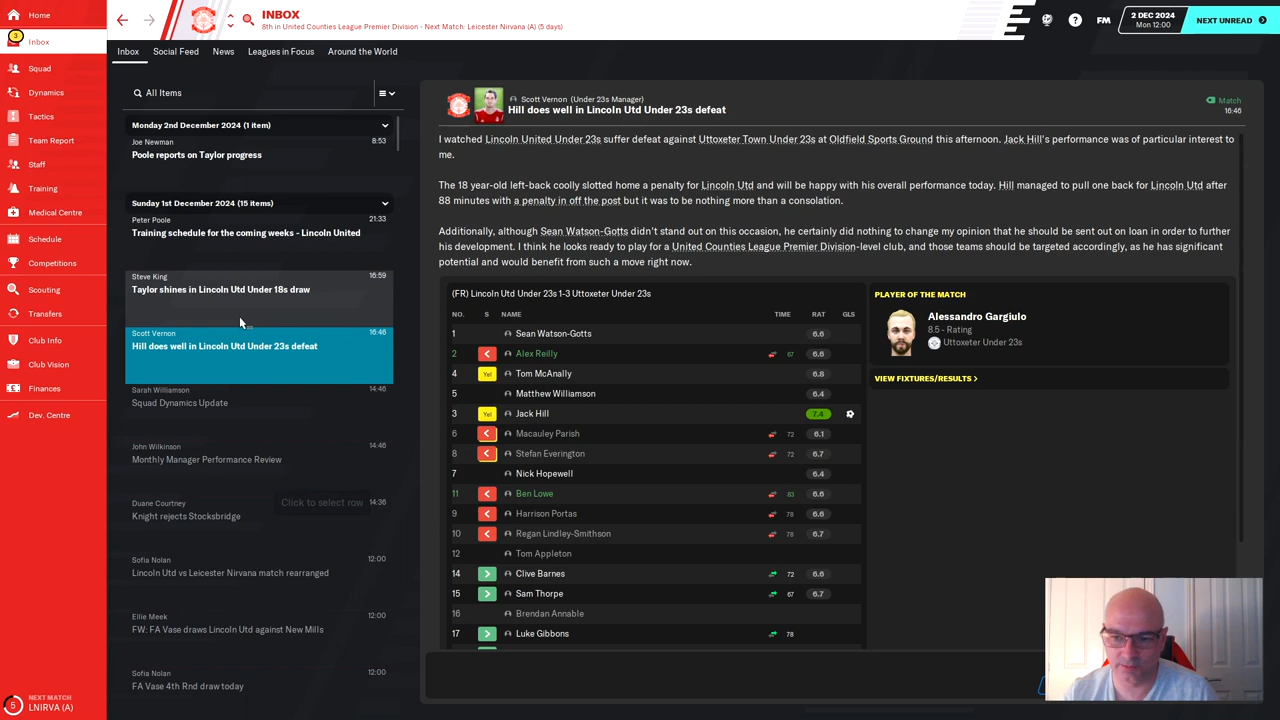 Home
INBOX
8th in United Counties League Premier Division - Next Match: Leicester Nirvana (A) (5 days)
FM
2 DEC 2024
Mon 12:00
NEXT UNREAD
3
Inbox
Squad
Dynamics
Tactics
Team Report
Staff
Training
Medical Centre
Schedule
Competitions
Scouting
Transfers
Club Info
Club Vision
Finances
Dev. Centre
5
NEXT MATCH
LNIRVA (A)
Inbox
Social Feed
News
Leagues in Focus
Around the World
All Items
Monday 2nd December 2024 (1 item)
Joe Newman
8:53
Poole reports on Taylor progress
Sunday 1st December 2024 (15 items)
Peter Poole
21:33
Training schedule for the coming weeks - Lincoln United
Steve King
16:59
Taylor shines in Lincoln Utd Under 18s draw
Scott Vernon
16:46
Hill does well in Lincoln Utd Under 23s defeat
Sarah Williamson
14:46
Squad Dynamics Update
John Wilkinson
14:46
Monthly Manager Performance Review
Duane Courtney
Click to select row
14:36
Knight rejects Stocksbridge
Sofia Nolan
12:00
Lincoln Utd vs Leicester Nirvana match rearranged
Ellie Meek
12:00
FW: FA Vase draws Lincoln Utd against New Mills
Sofia Nolan
12:00
FA Vase 4th Rnd draw today
Scott Vernon (Under 23s Manager)
Hill does well in Lincoln Utd Under 23s defeat
Match
16:46
I watched Lincoln United Under 23s suffer defeat against Uttoxeter Town Under 23s at Oldfield Sports Ground this afternoon. Jack Hill's performance was of particular interest to
me.
The 18 year-old left-back coolly slotted home a penalty for Lincoln Utd and will be happy with his overall performance today. Hill managed to pull one back for Lincoln Utd after
88 minutes with a penalty in off the post but it was to be nothing more than a consolation.
Additionally, although Sean Watson-Gotts didn't stand out on this occasion, he certainly did nothing to change my opinion that he should be sent out on loan in order to further
his development. I think he looks ready to play for a United Counties League Premier Division-level club, and those teams should be targeted accordingly, as he has significant
potential and would benefit from such a move right now.
(FR) Lincoln Utd Under 23s 1-3 Uttoxeter Under 23s
NO. S NAME TIME RAT GLS
1 Sean Watson-Gotts 6.6
2 Alex Reilly 67 6.6
4 Yel Tom McAnally 6.8
5 Matthew Williamson 6.4
3 Yel Jack Hill 7.4
6 Macauley Parish 72 6.1
8 Stefan Everington 72 6.7
7 Nick Hopewell 6.4
11 Ben Lowe 83 6.6
9 Harrison Portas 78 6.6
10 Regan Lindley-Smithson 78 6.7
12 Tom Appleton
14 Clive Barnes 72 6.6
15 Sam Thorpe 67 6.7
16 Brendan Annable
17 Luke Gibbons 78
PLAYER OF THE MATCH
Alessandro Gargiulo
8.5 - Rating
Uttoxeter Under 23s
VIEW FIXTURES/RESULTS >